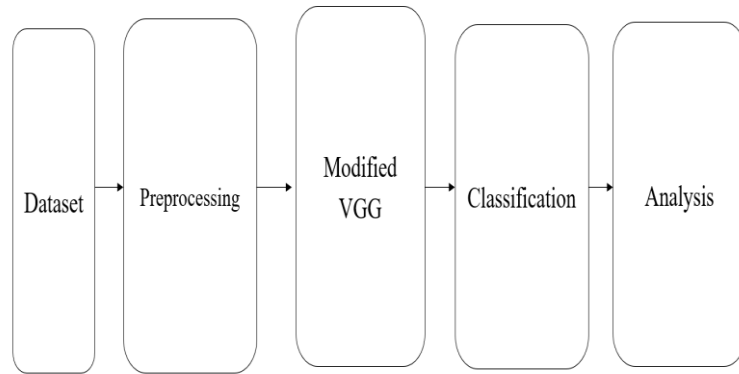 Dataset
Preprocessing
Modified
VGG
Classification
Analysis